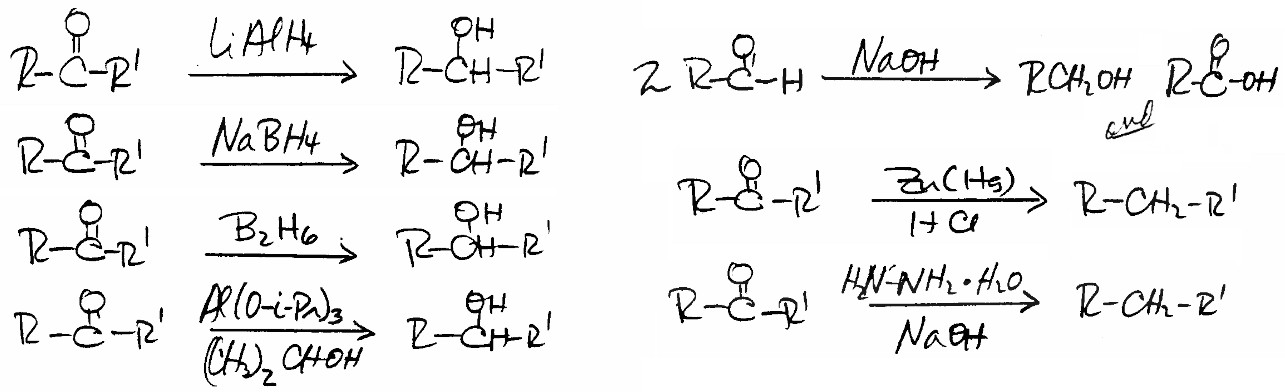 R-C(=O)-R' LiAlH4 → R-CH(OH)-R'
R-C(=O)-R' NaBH4 → R-CH(OH)-R'
R-C(=O)-R' B2H6 → R-CH(OH)-R'
R-C(=O)-R' Al(O-i-Pr)3 (CH3)2CHOH → R-CH(OH)-R'
2 R-C(=O)-H NaOH → RCH2OH and R-C(=O)-OH
R-C(=O)-R' Zn(Hg) HCl → R-CH2-R'
R-C(=O)-R' H2N-NH2·H2O NaOH → R-CH2-R'